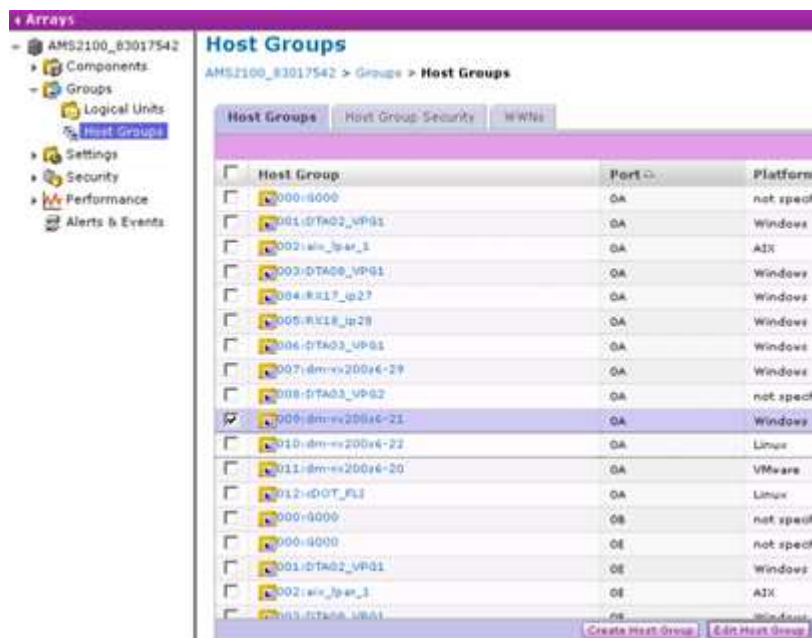 Arrays
AMS2100_83017542
Components
Groups
Logical Units
Host Groups
Settings
Security
Performance
Alerts & Events
Host Groups
AMS2100_83017542 > Groups > Host Groups
Host Groups Host Group Security WWNs
Host Group Port Platform
000:G000 0A not specif
001:DTA02_VPG1 0A Windows
002:aix_lpar_1 0A AIX
003:DTA08_VPG1 0A Windows
004:RX17_ip27 0A Windows
005:RX18_ip28 0A Windows
006:DTA03_VPG1 0A Windows
007:dm-rx200s6-29 0A Windows
008:DTA03_VPG2 0A not specif
009:dm-rx200s6-21 0A Windows
010:dm-rx200s6-22 0A Linux
011:dm-rx200s6-20 0A VMware
012:cDOT_FLI 0A Linux
000:G000 0B not specif
000:G000 0E not specif
001:DTA02_VPG1 0E Windows
002:aix_lpar_1 0E AIX
003:DTA08_VPG1 0E Windows
Create Host Group Edit Host Group